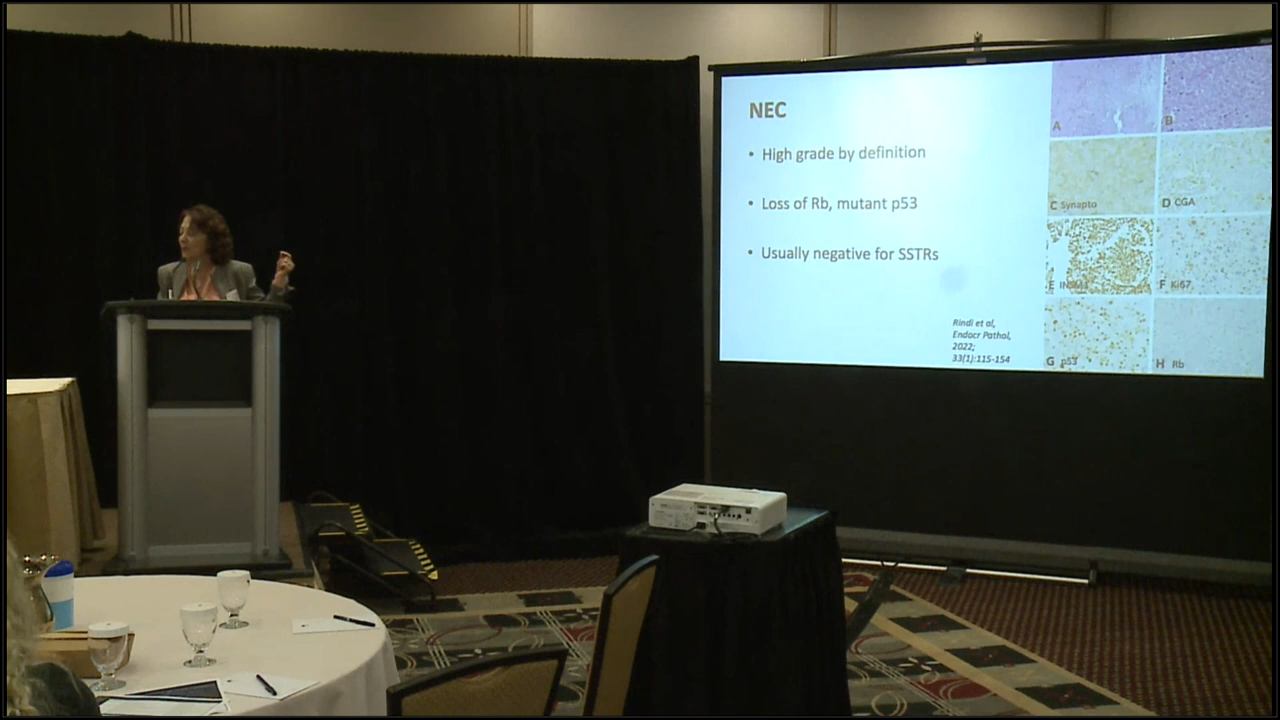 NEC
• High grade by definition
• Loss of Rb, mutant p53
• Usually negative for SSTRs
Rindi et al,
Endocr Pathol,
2022;
33(1):115-154
A
B
C Synapto
D CGA
E
F Ki67
G p53
H Rb